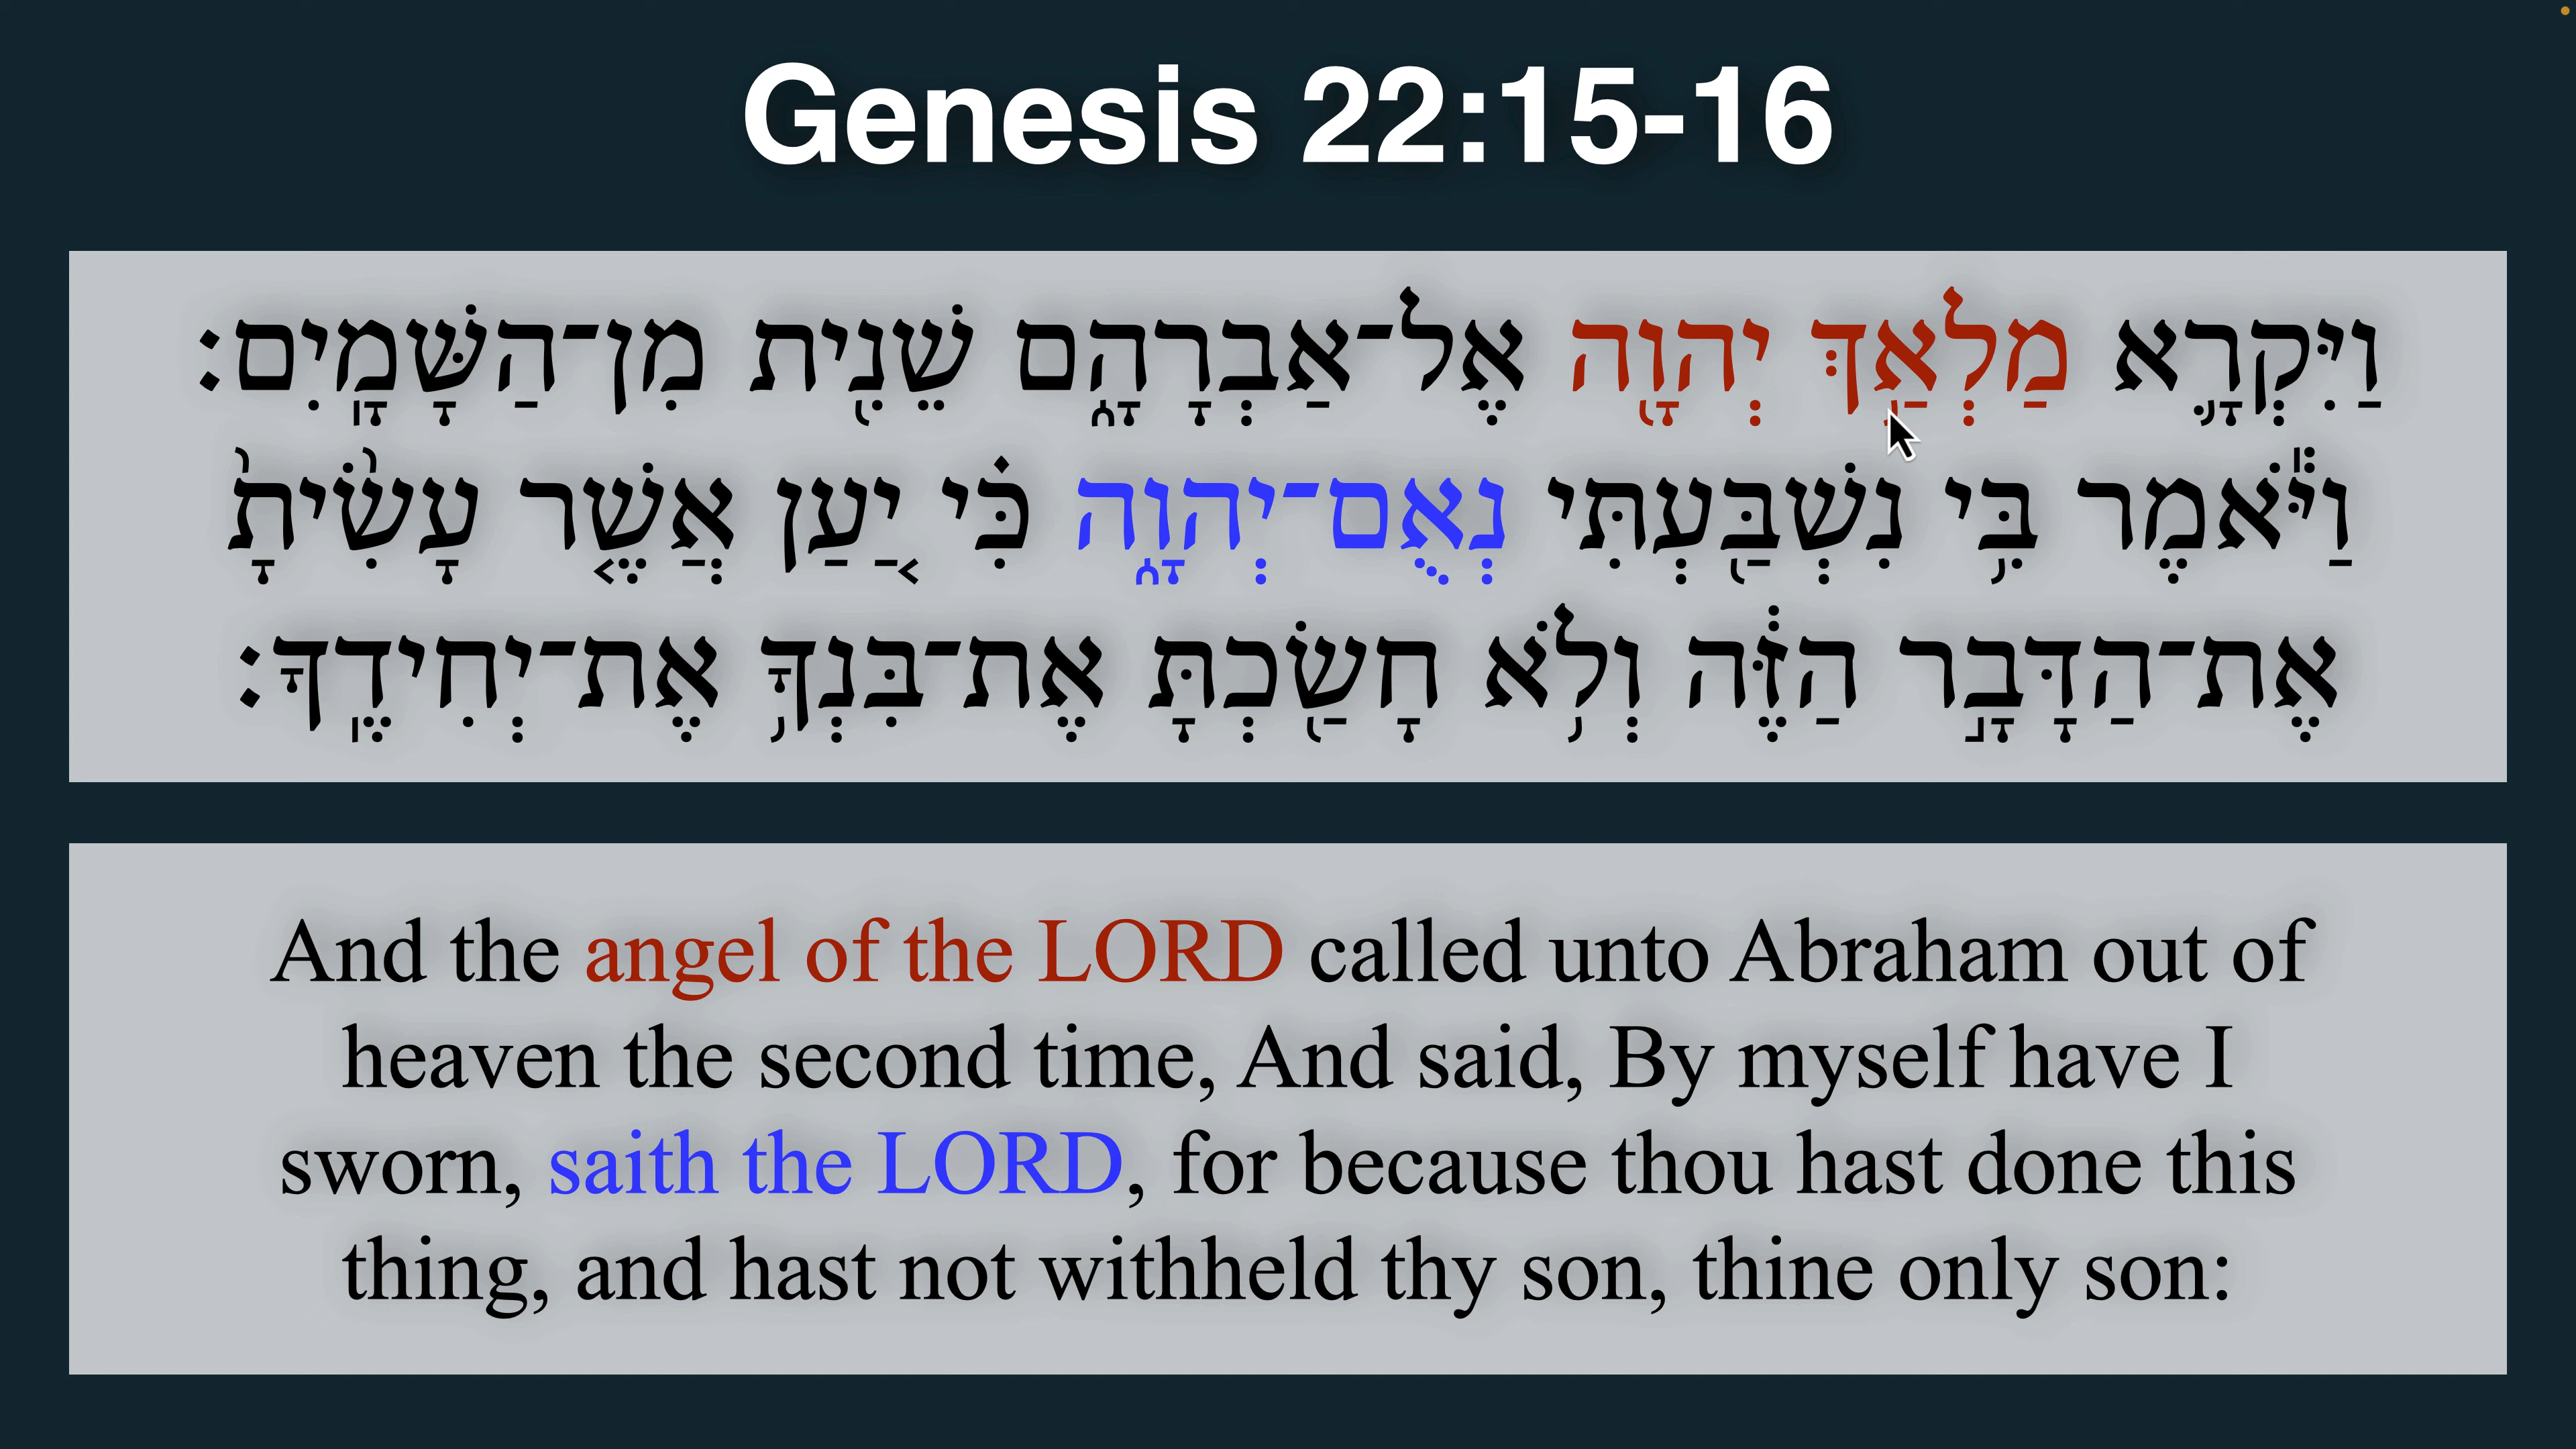 Genesis 22:15-16
וַיִּקְרָ֛א מַלְאַ֥ךְ יְהוָ֖ה אֶל־אַבְרָהָ֑ם שֵׁנִ֖ית מִן־הַשָּׁמָֽיִם׃
וַיֹּ֕אמֶר בִּ֥י נִשְׁבַּ֖עְתִּי נְאֻם־יְהוָ֑ה כִּ֗י יַ֚עַן אֲשֶׁ֤ר עָשִׂ֙יתָ֙
אֶת־הַדָּבָ֣ר הַזֶּ֔ה וְלֹ֥א חָשַׂ֖כְתָּ אֶת־בִּנְךָ֥ אֶת־יְחִידֶֽךָ׃
And the angel of the LORD called unto Abraham out of
heaven the second time, And said, By myself have I
sworn, saith the LORD, for because thou hast done this
thing, and hast not withheld thy son, thine only son: